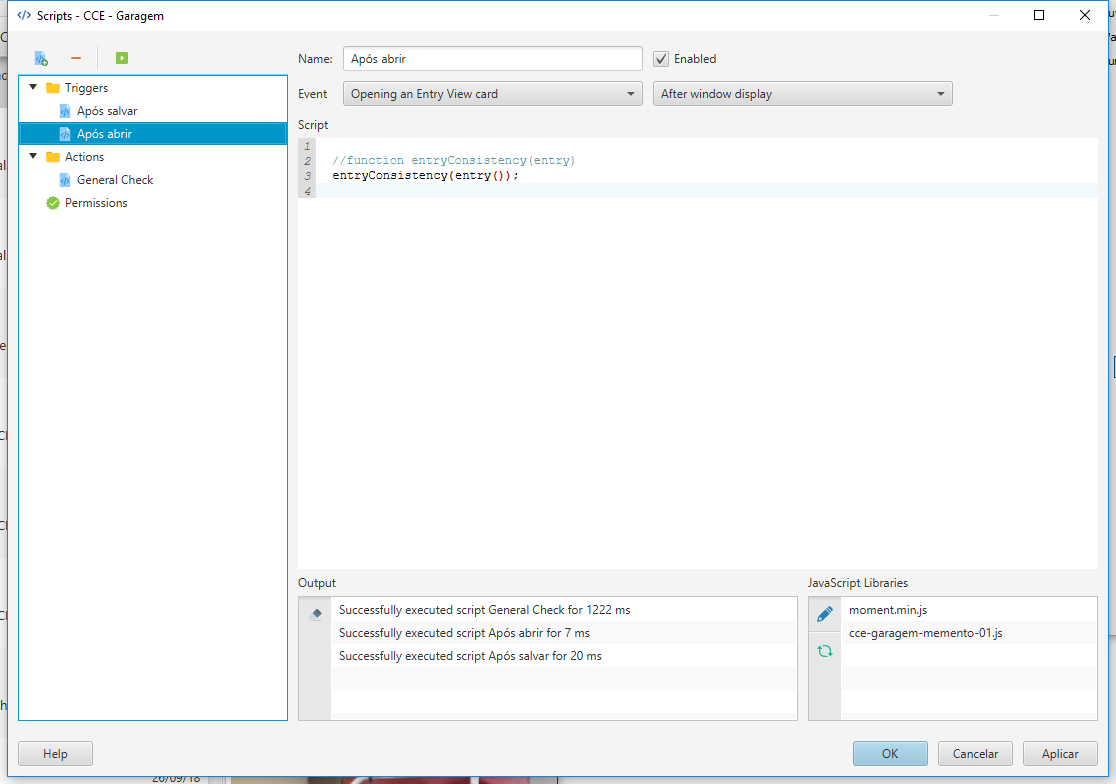 Scripts - CCE - Garagem
Name: Após abrir Enabled
Event Opening an Entry View card After window display
Triggers
Após salvar
Após abrir
Actions
General Check
Permissions
Script
1
2 //function entryConsistency(entry)
3 entryConsistency(entry());
4
Output
Successfully executed script General Check for 1222 ms
Successfully executed script Após abrir for 7 ms
Successfully executed script Após salvar for 20 ms
JavaScript Libraries
moment.min.js
cce-garagem-memento-01.js
Help OK Cancelar Aplicar
26/09/18